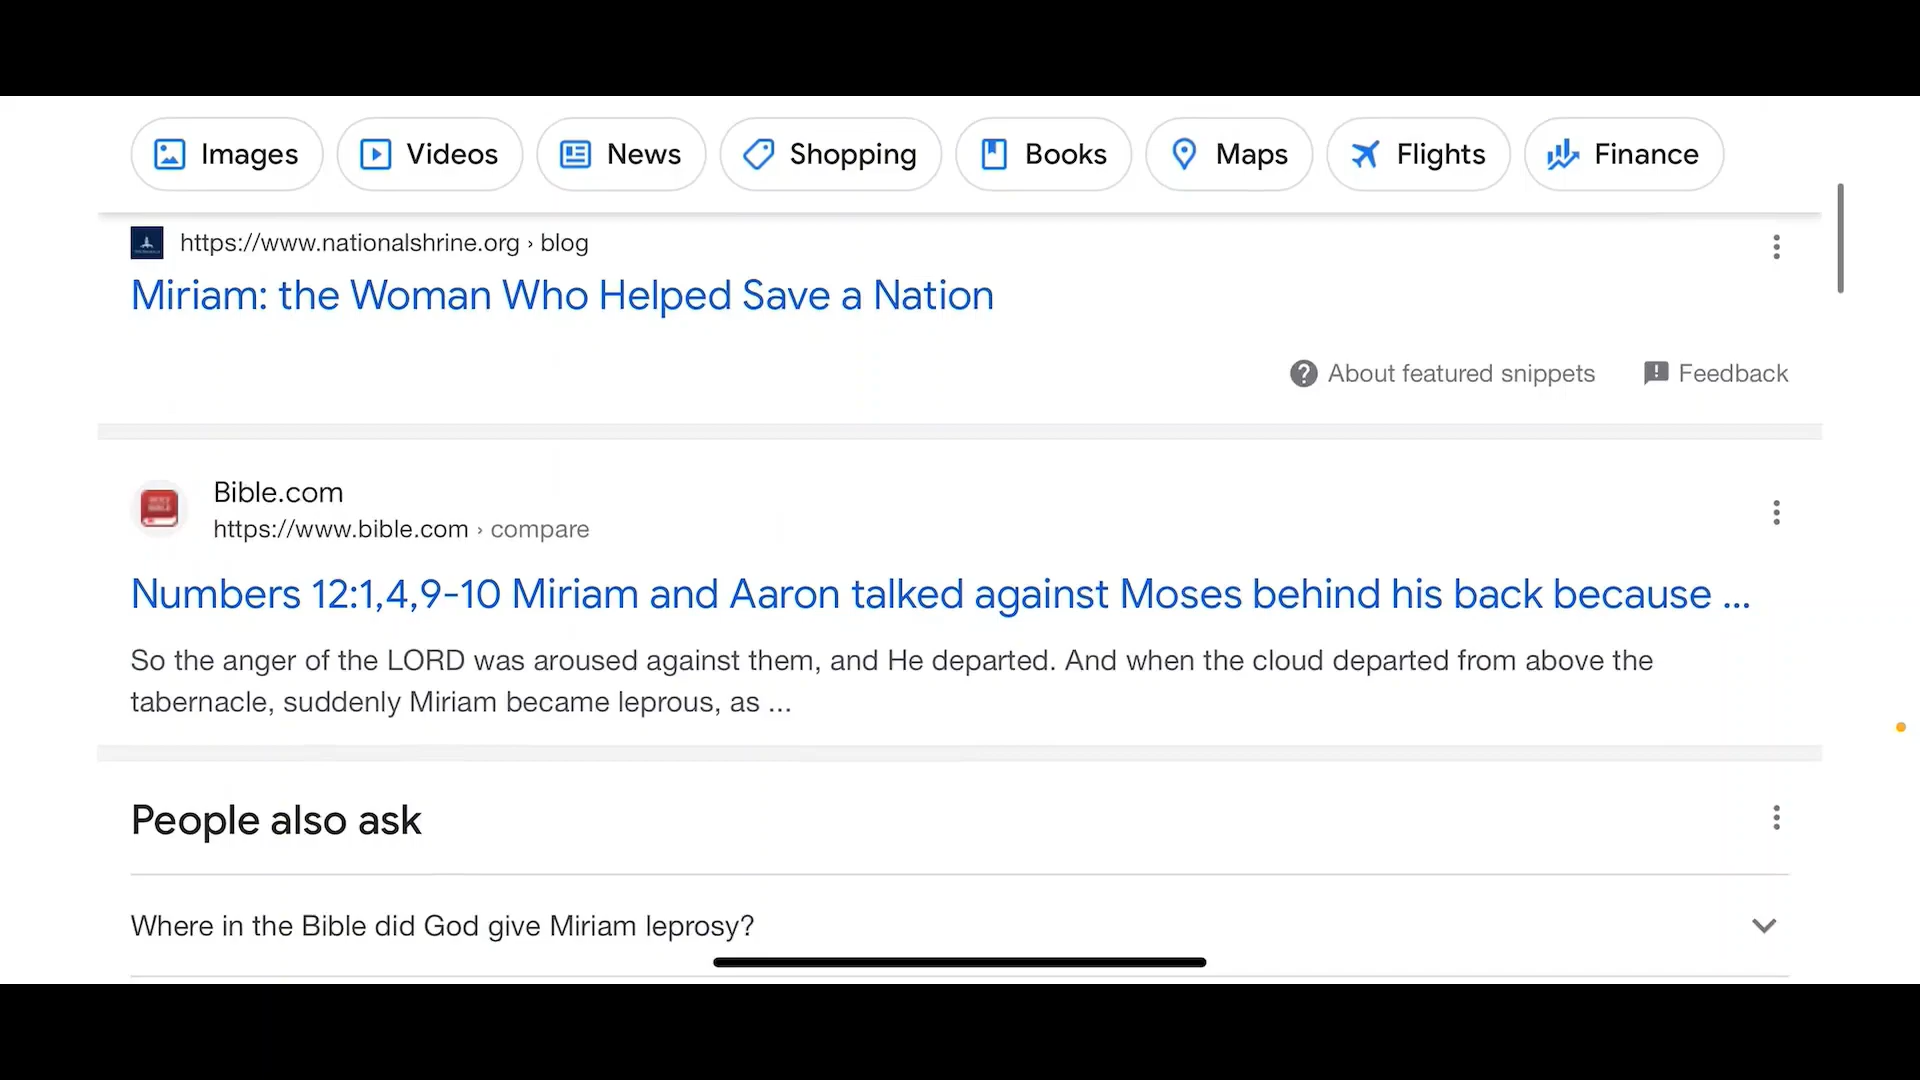 Images Videos News Shopping Books Maps Flights Finance
https://www.nationalshrine.org › blog
Miriam: the Woman Who Helped Save a Nation
About featured snippets Feedback
Bible.com
https://www.bible.com › compare
Numbers 12:1,4,9-10 Miriam and Aaron talked against Moses behind his back because ...
So the anger of the LORD was aroused against them, and He departed. And when the cloud departed from above the
tabernacle, suddenly Miriam became leprous, as ...
People also ask
Where in the Bible did God give Miriam leprosy?